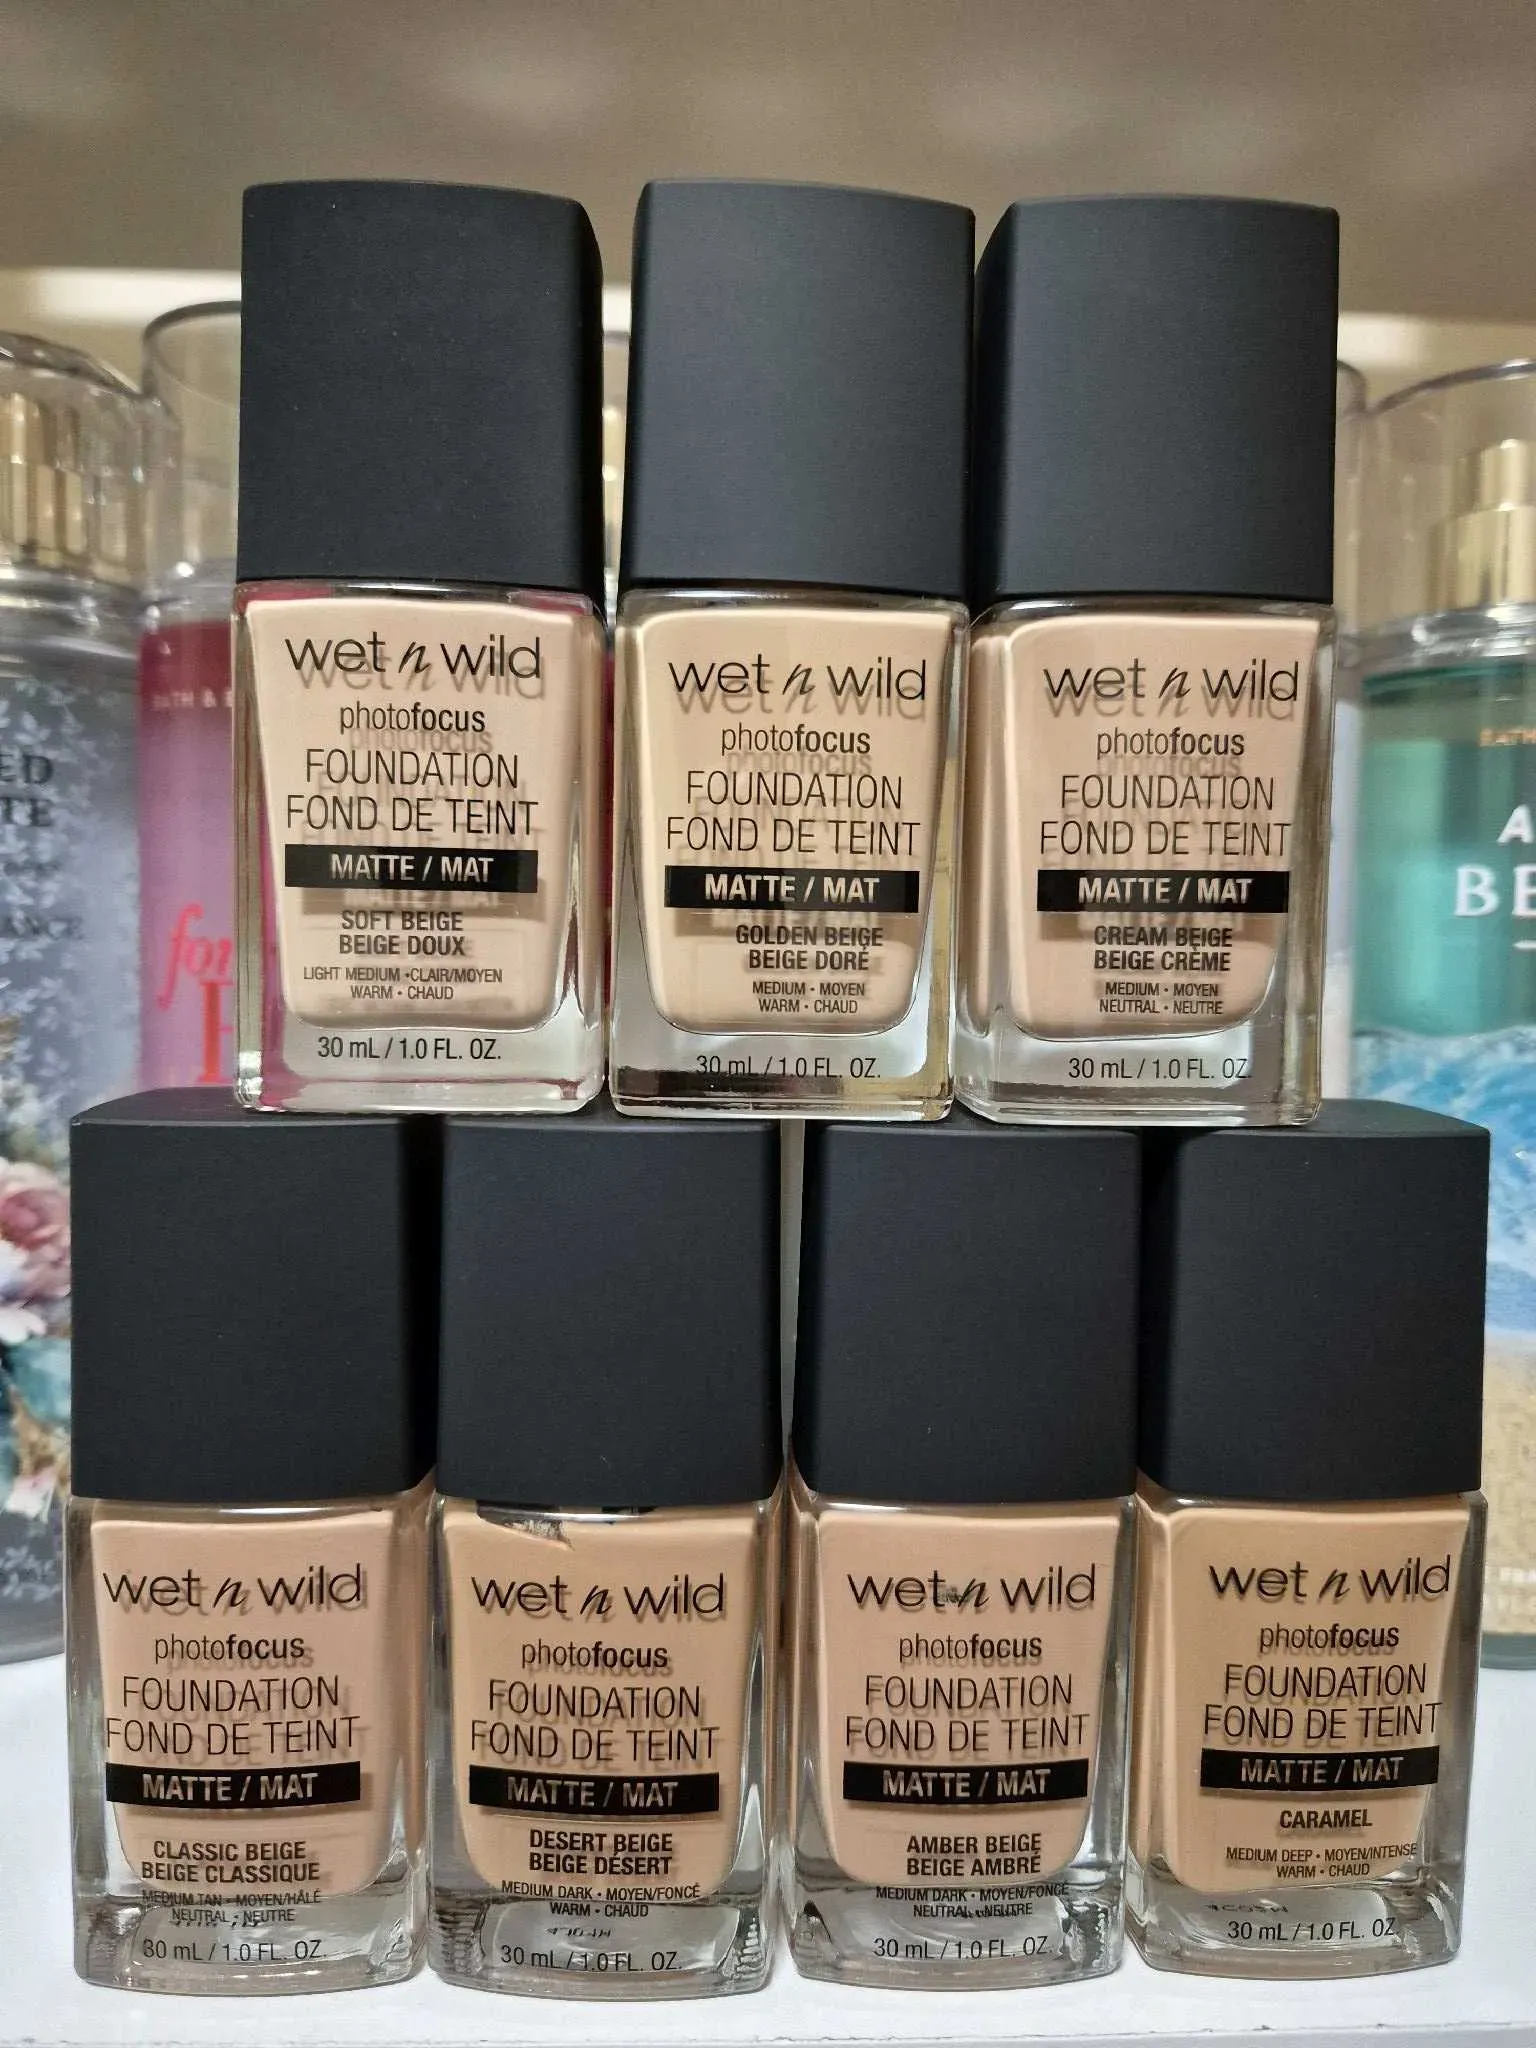 wet n wild
photofocus
FOUNDATION
FOND DE TEINT
MATTE / MAT
SOFT BEIGE
BEIGE DOUX
LIGHT MEDIUM • CLAIR/MOYEN
WARM • CHAUD
30 mL / 1.0 FL. OZ.
wet n wild
photofocus
FOUNDATION
FOND DE TEINT
MATTE / MAT
GOLDEN BEIGE
BEIGE DORÉ
MEDIUM • MOYEN
WARM • CHAUD
30 mL / 1.0 FL. OZ.
wet n wild
photofocus
FOUNDATION
FOND DE TEINT
MATTE / MAT
CREAM BEIGE
BEIGE CRÈME
MEDIUM • MOYEN
NEUTRAL • NEUTRE
30 mL / 1.0 FL. OZ.
wet n wild
photofocus
FOUNDATION
FOND DE TEINT
MATTE / MAT
CLASSIC BEIGE
BEIGE CLASSIQUE
MEDIUM TAN • MOYEN/HÂLÉ
NEUTRAL • NEUTRE
30 mL / 1.0 FL. OZ.
wet n wild
photofocus
FOUNDATION
FOND DE TEINT
MATTE / MAT
DESERT BEIGE
BEIGE DÉSERT
MEDIUM DARK • MOYEN/FONCÉ
WARM • CHAUD
30 mL / 1.0 FL. OZ.
wet n wild
photofocus
FOUNDATION
FOND DE TEINT
MATTE / MAT
AMBER BEIGE
BEIGE AMBRÉ
MEDIUM DARK • MOYEN/FONCÉ
NEUTRAL • NEUTRE
30 mL / 1.0 FL. OZ.
wet n wild
photofocus
FOUNDATION
FOND DE TEINT
MATTE / MAT
CARAMEL
MEDIUM DEEP • MOYEN/INTENSE
WARM • CHAUD
30 mL / 1.0 FL. OZ.
BATH &